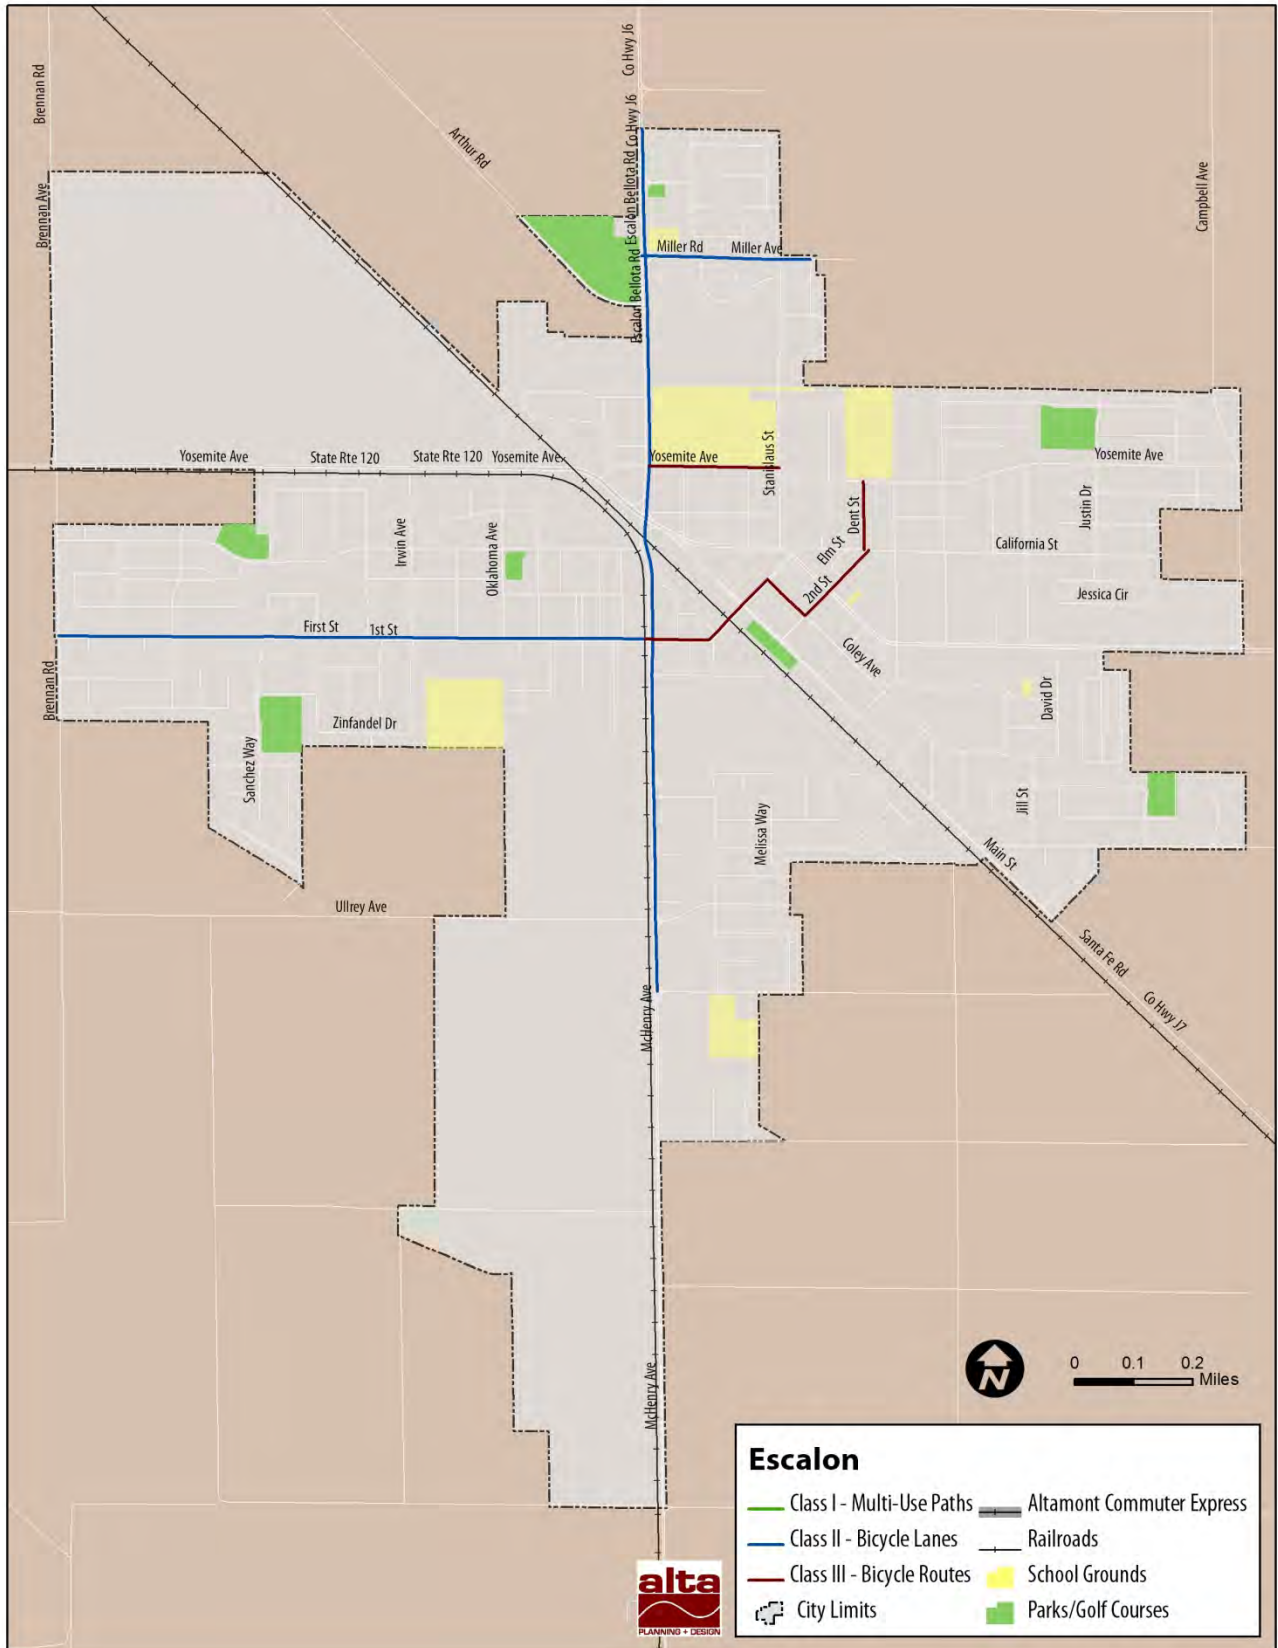 Co Hwy J6
Brennan Rd
Co Hwy J6
Arthur Rd
Escalon Bellota Rd
Campbell Ave
Brennan Ave
Miller Rd
Miller Ave
Escalon Bellota Rd
Yosemite Ave
State Rte 120
State Rte 120
Yosemite Ave
Yosemite Ave
Stanislaus St
Yosemite Ave
Justin Dr
Dent St
Irwin Ave
Oklahoma Ave
Elm St
California St
2nd St
Jessica Cir
First St
1st St
Coley Ave
Brennan Rd
David Dr
Zinfandel Dr
Sanchez Way
Jill St
Melissa Way
Main St
Ullrey Ave
Santa Fe Rd
Co Hwy J7
McHenry Ave
McHenry Ave
N
0 0.1 0.2
Miles
Escalon
Class I - Multi-Use Paths
Altamont Commuter Express
Class II - Bicycle Lanes
Railroads
Class III - Bicycle Routes
School Grounds
City Limits
Parks/Golf Courses
alta
PLANNING + DESIGN